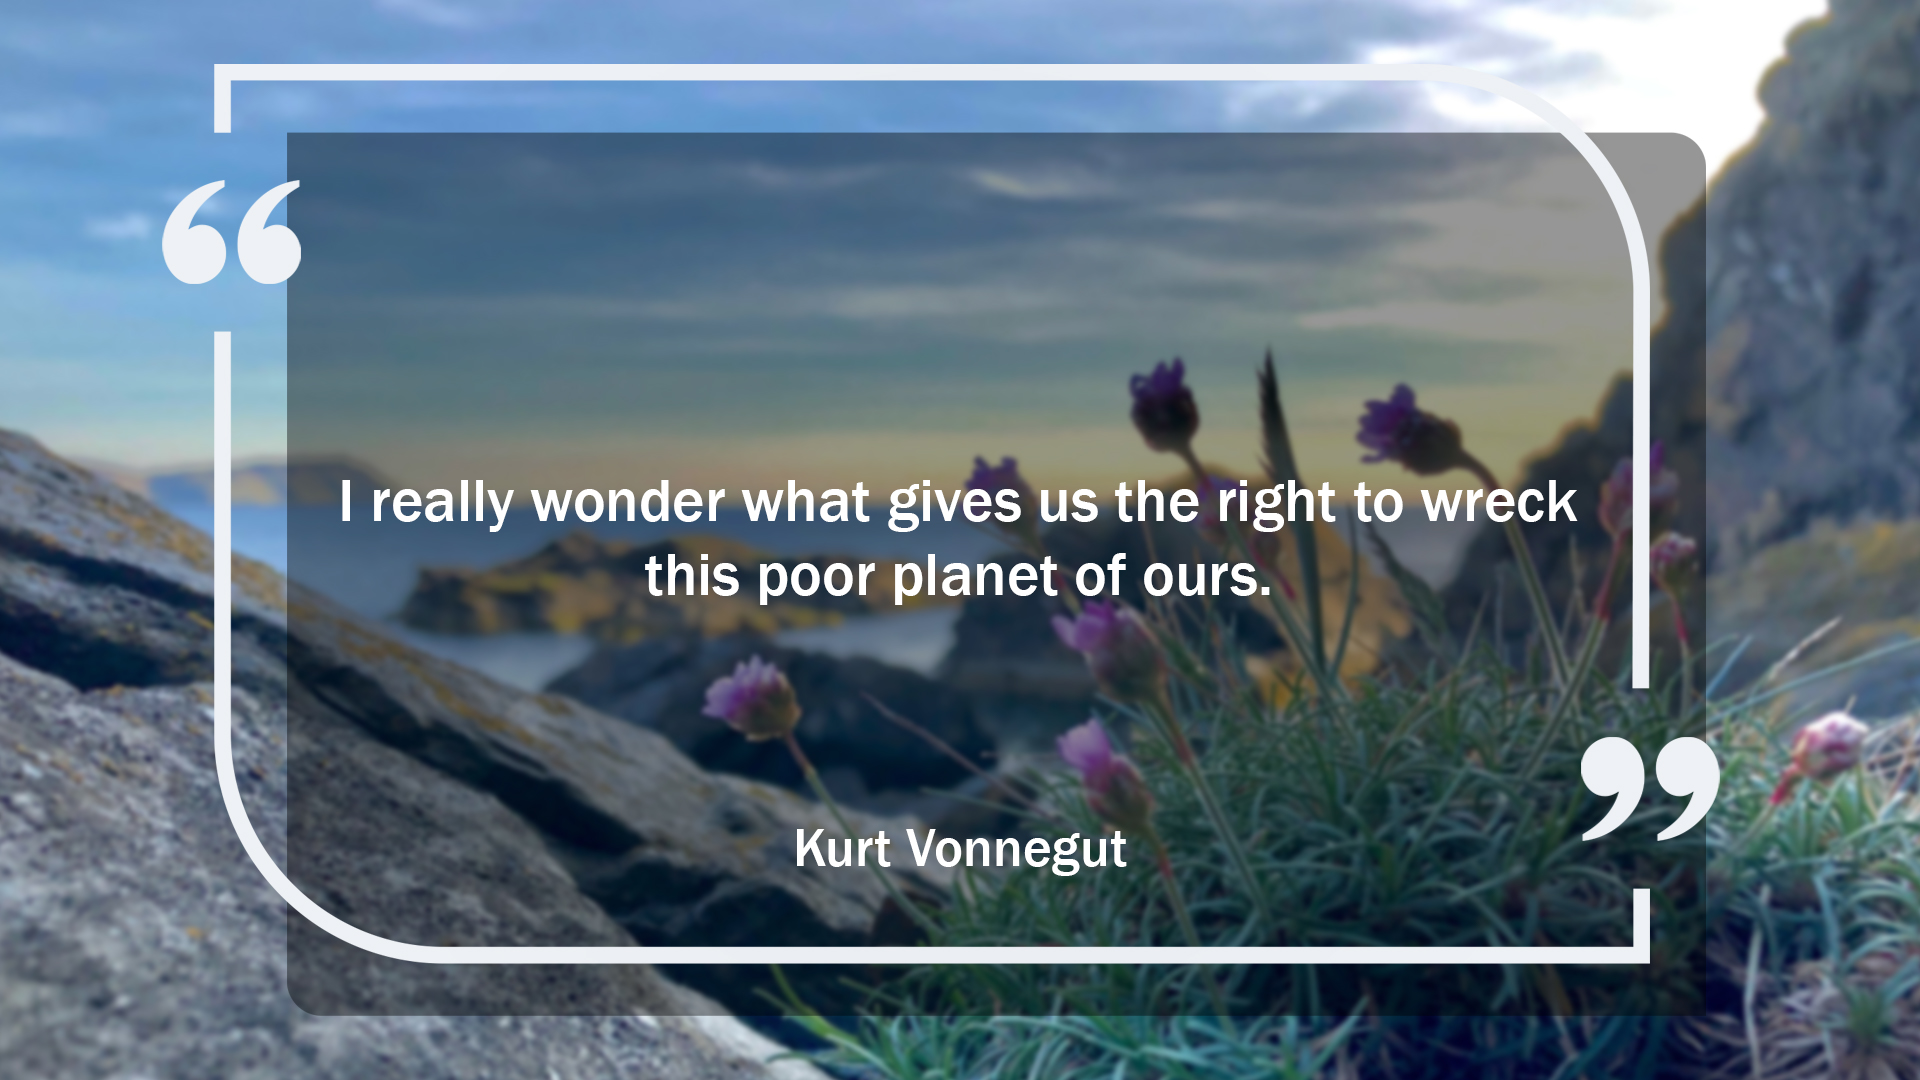 “
I really wonder what gives us the right to wreck
this poor planet of ours.
”
Kurt Vonnegut